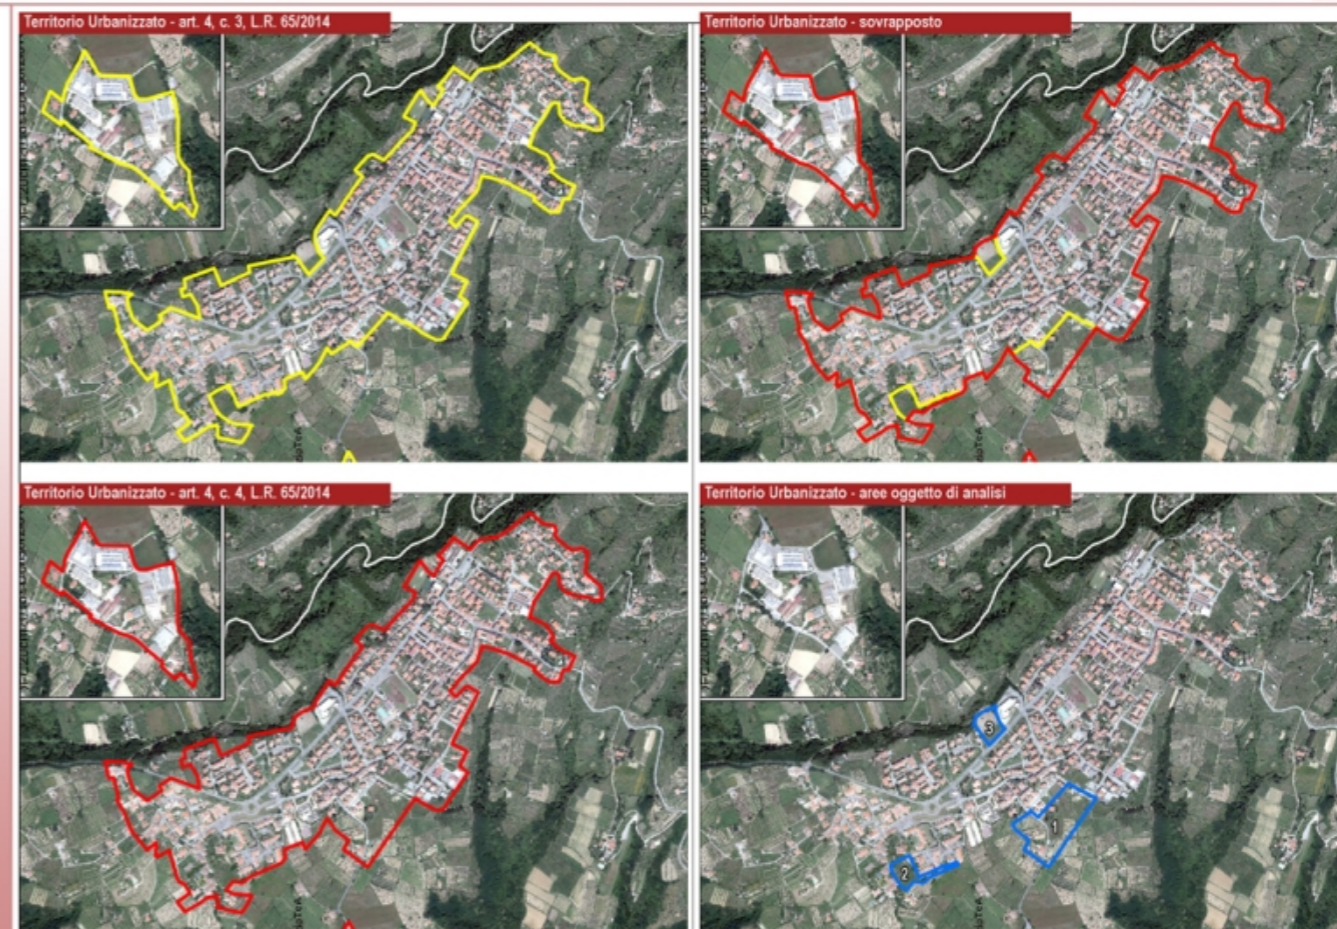 Territorio Urbanizzato - art. 4, c. 3, L.R. 65/2014
Territorio Urbanizzato - sovrapposto
Territorio Urbanizzato - art. 4, c. 4, L.R. 65/2014
Territorio Urbanizzato - aree oggetto di analisi
3
1
2